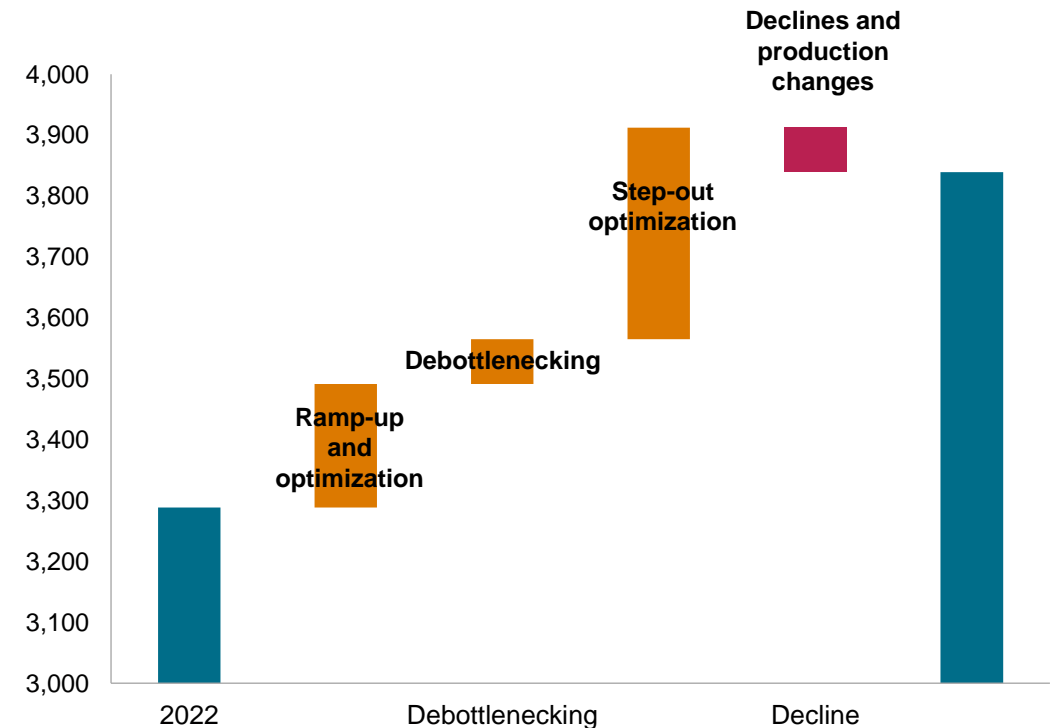 Declines and
production
changes
4,000
3,900
3,800
3,700
3,600
3,500
3,400
3,300
3,200
3,100
3,000
Step-out
optimization
Debottlenecking
Ramp-up
and
optimization
2022
Debottlenecking
Decline